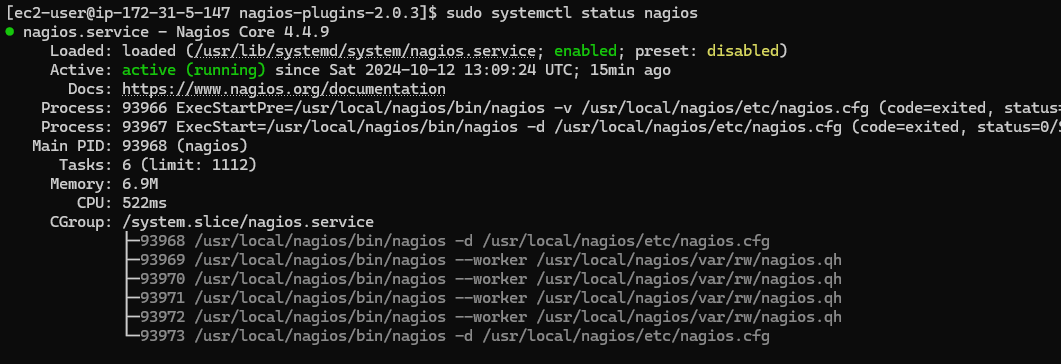 [ec2-user@ip-172-31-5-147 nagios-plugins-2.0.3]$ sudo systemctl status nagios
● nagios.service - Nagios Core 4.4.9
Loaded: loaded (/usr/lib/systemd/system/nagios.service; enabled; preset: disabled)
Active: active (running) since Sat 2024-10-12 13:09:24 UTC; 15min ago
Docs: https://www.nagios.org/documentation
Process: 93966 ExecStartPre=/usr/local/nagios/bin/nagios -v /usr/local/nagios/etc/nagios.cfg (code=exited, status=
Process: 93967 ExecStart=/usr/local/nagios/bin/nagios -d /usr/local/nagios/etc/nagios.cfg (code=exited, status=0/S
Main PID: 93968 (nagios)
Tasks: 6 (limit: 1112)
Memory: 6.9M
CPU: 522ms
CGroup: /system.slice/nagios.service
├─93968 /usr/local/nagios/bin/nagios -d /usr/local/nagios/etc/nagios.cfg
├─93969 /usr/local/nagios/bin/nagios --worker /usr/local/nagios/var/rw/nagios.qh
├─93970 /usr/local/nagios/bin/nagios --worker /usr/local/nagios/var/rw/nagios.qh
├─93971 /usr/local/nagios/bin/nagios --worker /usr/local/nagios/var/rw/nagios.qh
├─93972 /usr/local/nagios/bin/nagios --worker /usr/local/nagios/var/rw/nagios.qh
└─93973 /usr/local/nagios/bin/nagios -d /usr/local/nagios/etc/nagios.cfg